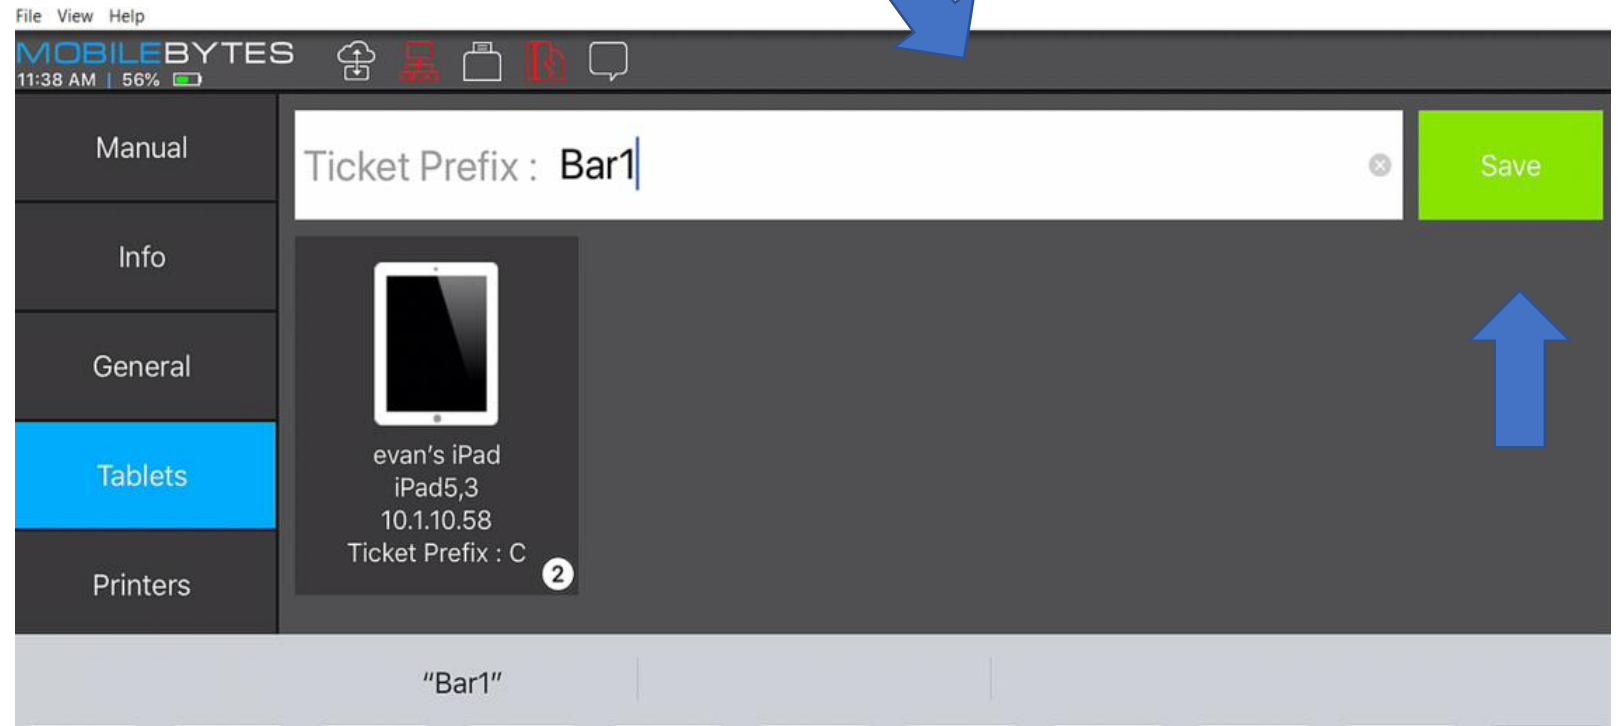 File View Help
MOBILEBYTES
11:38 AM | 56%
Manual
Ticket Prefix : Bar1
Save
Info
General
Tablets
Printers
evan's iPad
iPad5,3
10.1.10.58
Ticket Prefix : C
2
“Bar1”